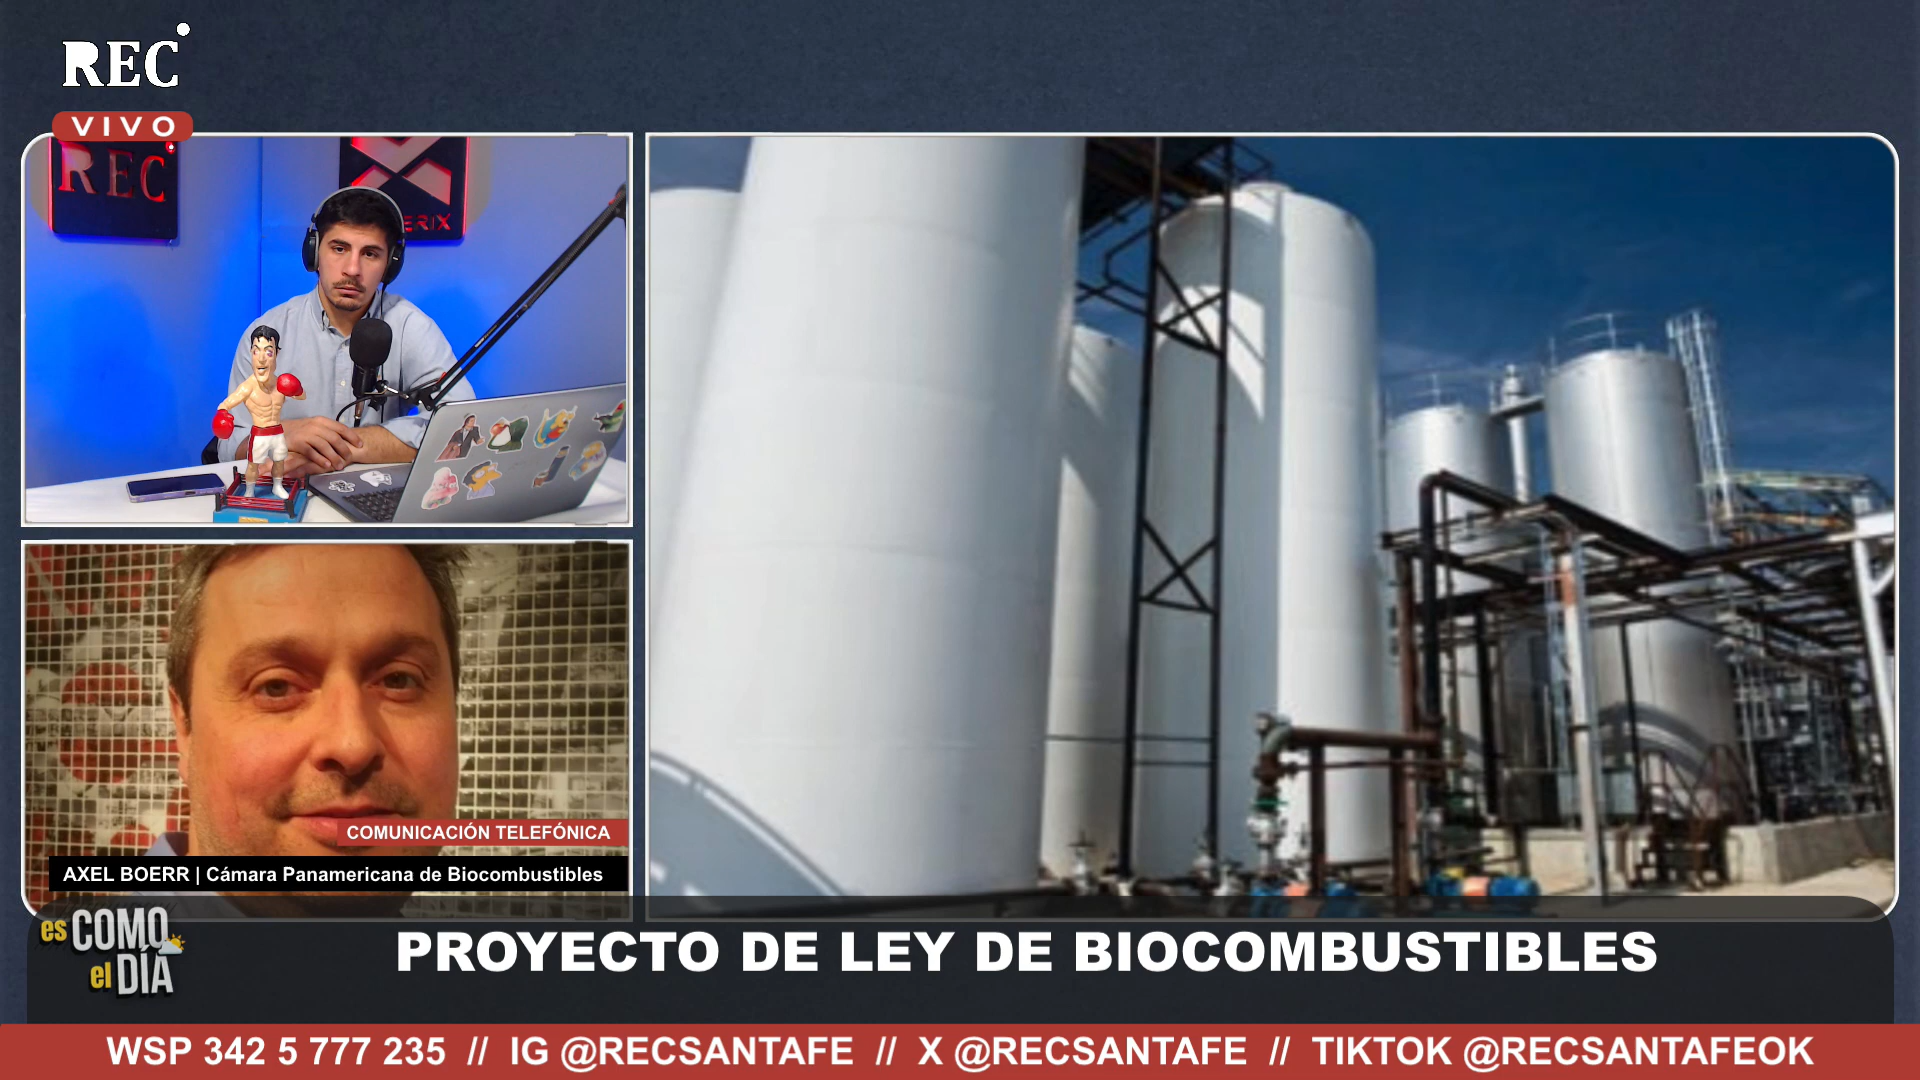 REC
VIVO
REC
ERIX
COMUNICACIÓN TELEFÓNICA
AXEL BOERR | Cámara Panamericana de Biocombustibles
es COMO
el DÍA
PROYECTO DE LEY DE BIOCOMBUSTIBLES
WSP 342 5 777 235 // IG @RECSANTAFE // X @RECSANTAFE // TIKTOK @RECSANTAFEOK